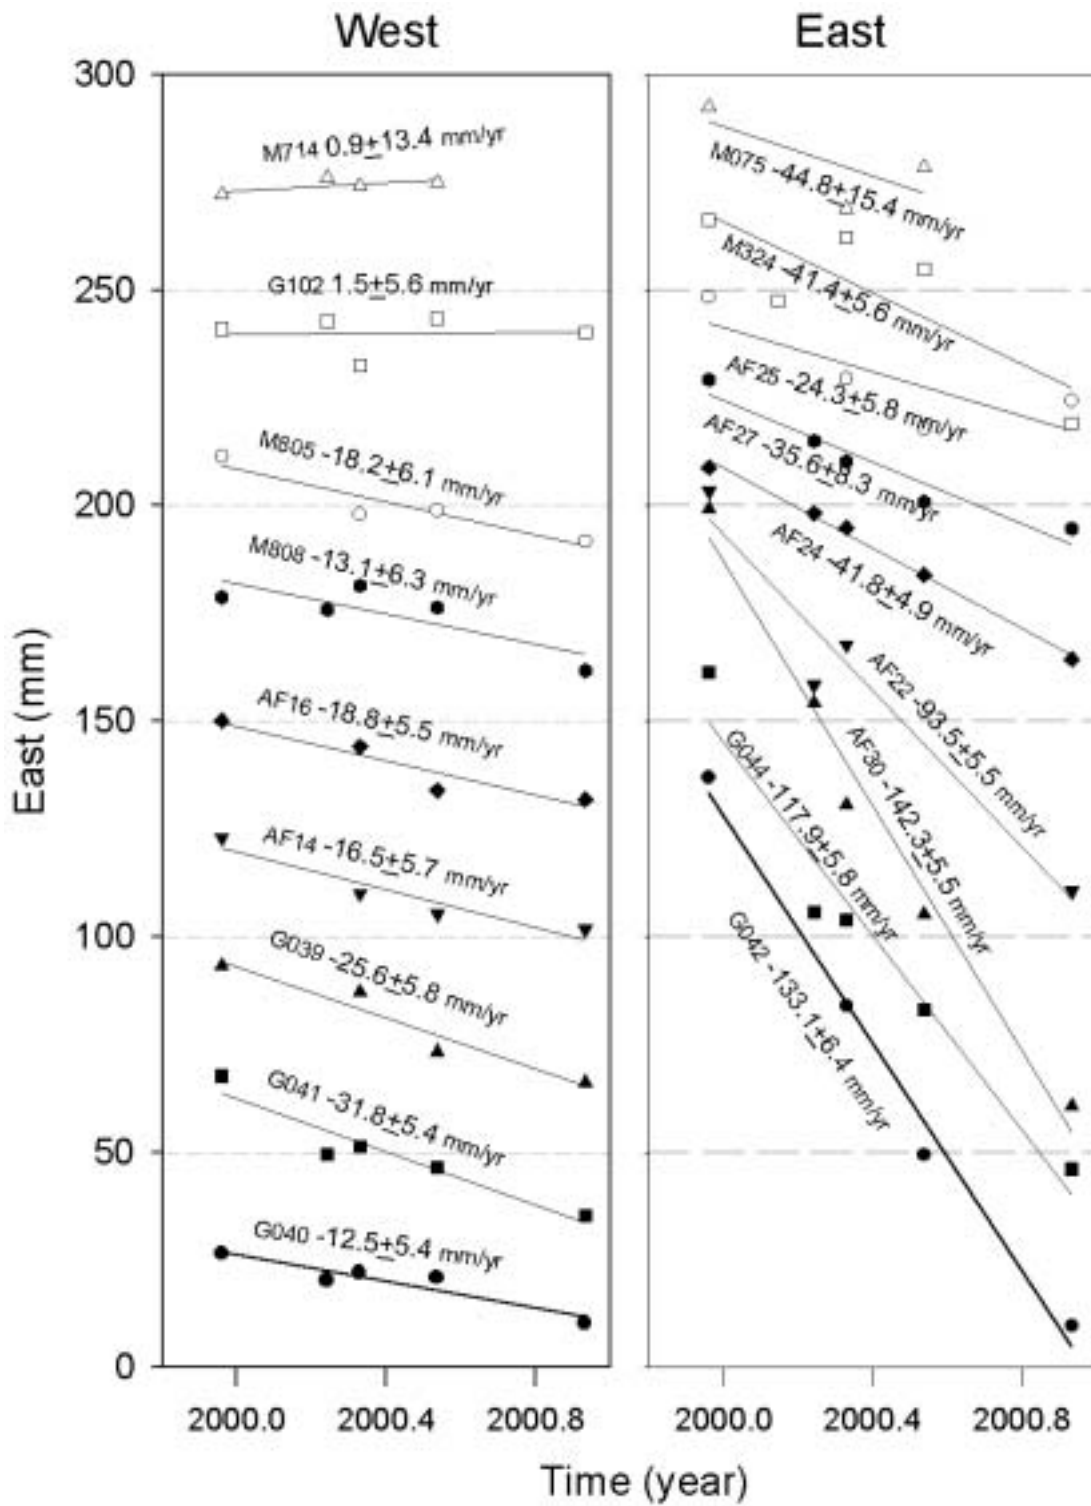 West
East
300
250
200
150
100
50
0
East (mm)
M714 0.9±13.4 mm/yr
G102 1.5±5.6 mm/yr
M805 -18.2±6.1 mm/yr
M808 -13.1±6.3 mm/yr
AF16 -18.8±5.5 mm/yr
AF14 -16.5±5.7 mm/yr
G039 -25.6±5.8 mm/yr
G041 -31.8±5.4 mm/yr
G040 -12.5±5.4 mm/yr
M075 -44.8±15.4 mm/yr
M324 -41.4±5.6 mm/yr
AF25 -24.3±5.8 mm/yr
AF27 -35.6±8.3 mm/yr
AF24 -41.8±4.9 mm/yr
AF22 -93.5±5.5 mm/yr
AF30 -142.3±5.5 mm/yr
G044 -117.9±5.8 mm/yr
G042 -133.1±6.4 mm/yr
2000.0 2000.4 2000.8
2000.0 2000.4 2000.8
Time (year)